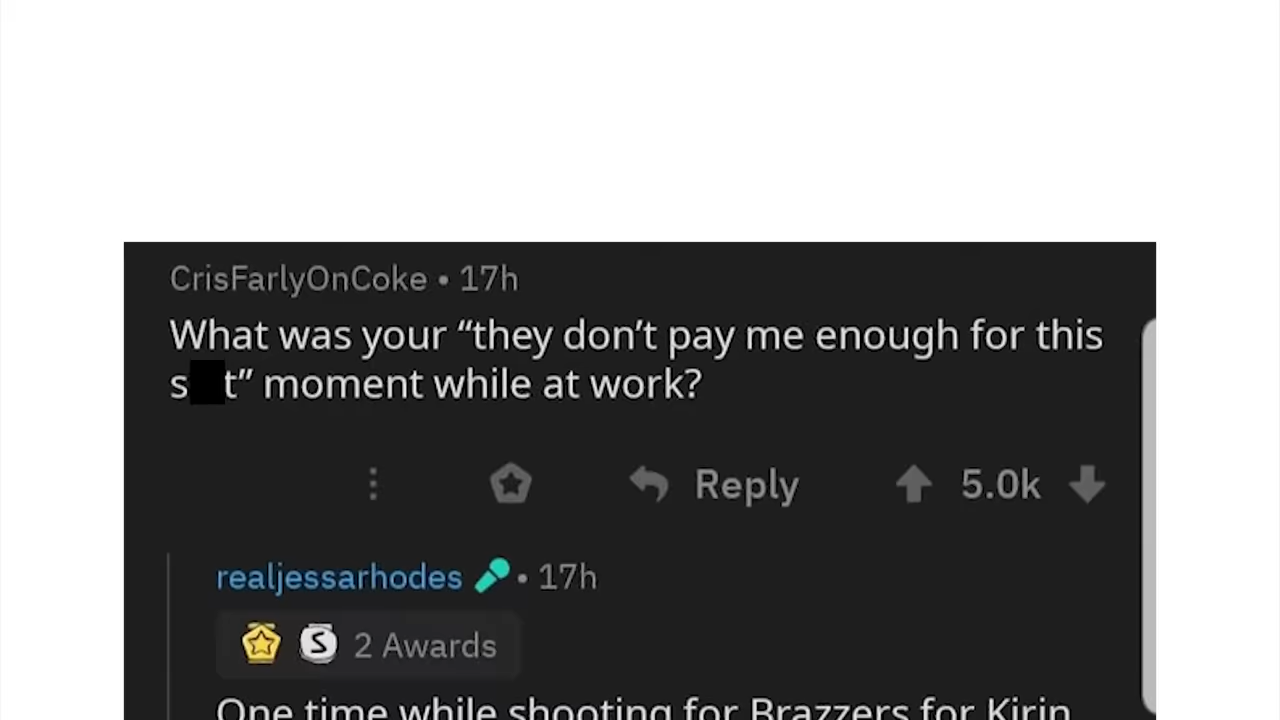 CrisFarlyOnCoke • 17h
What was your “they don’t pay me enough for this
s t” moment while at work?
Reply 5.0k
realjessarhodes • 17h
S 2 Awards
One time while shooting for Brazzers for Kirin